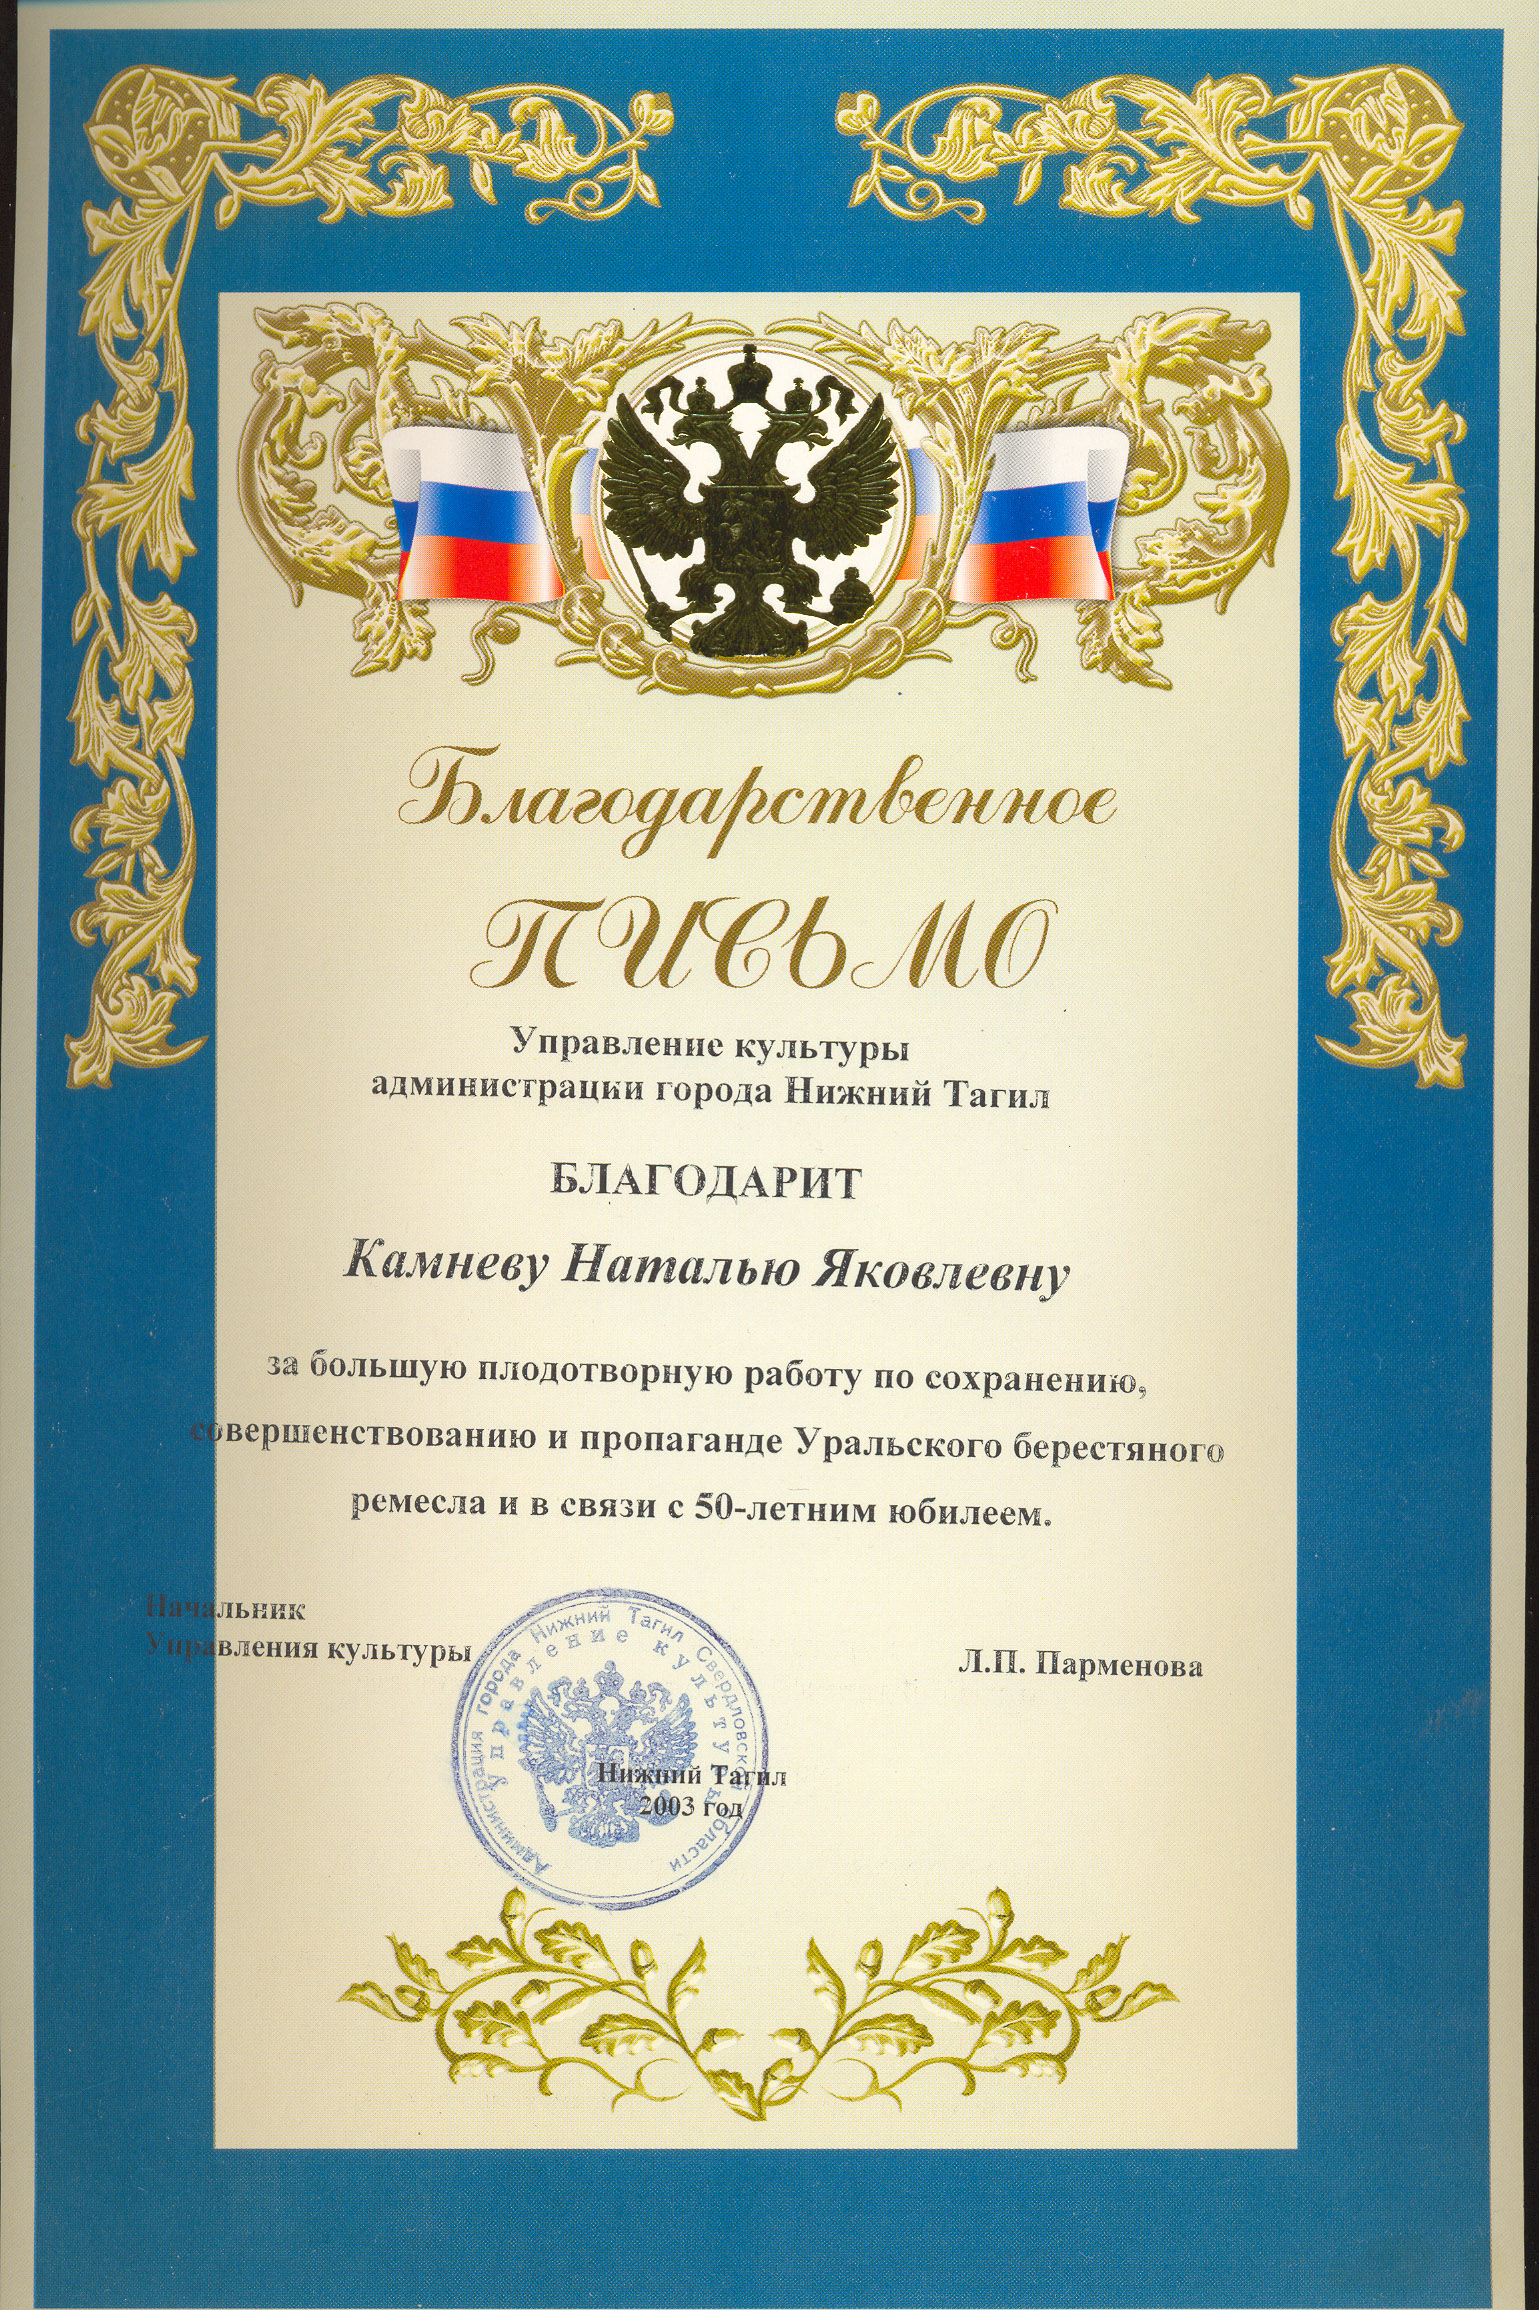 Благодарственное
ПИСЬМО
Управление культуры
администрации города Нижний Тагил
БЛАГОДАРИТ
Камневу Наталью Яковлевну
за большую плодотворную работу по сохранению,
совершенствованию и пропаганде Уральского берестяного
ремесла и в связи с 50-летним юбилеем.
Начальник
Управления культуры
Л.П. Парменова
Администрация города Нижний Тагил Свердловской области
Управление культуры
Нижний Тагил
2003 год